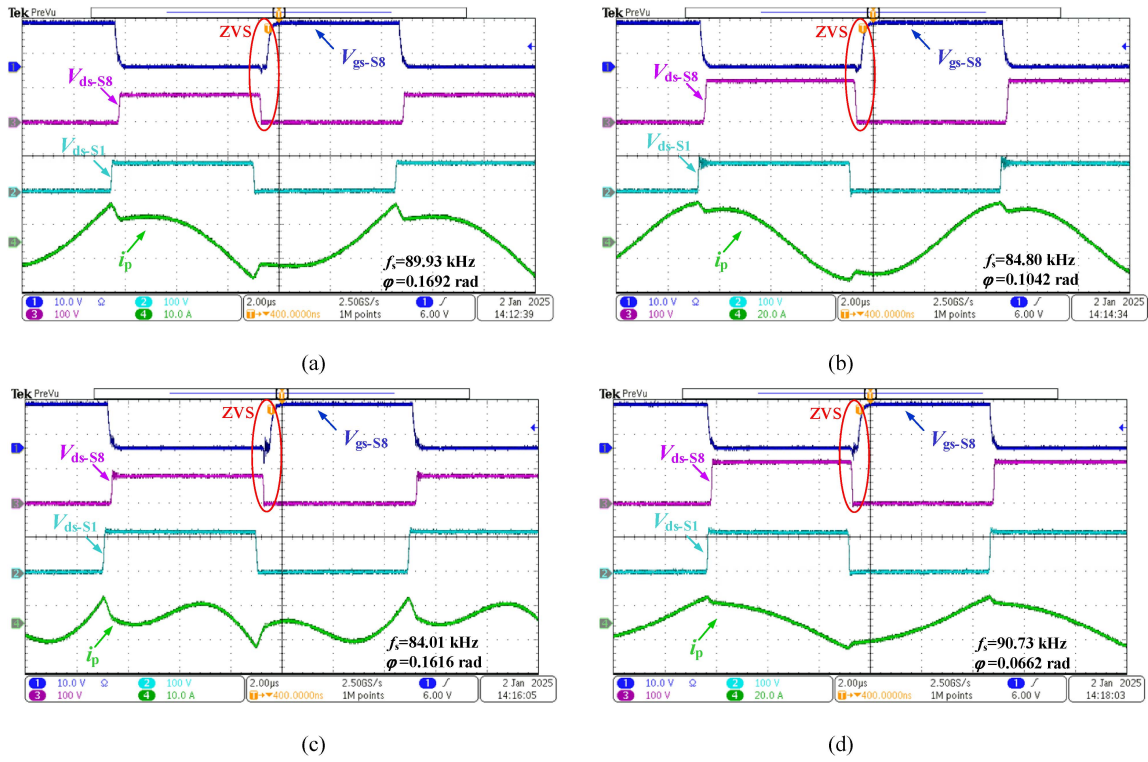 Tek PreVu
ZVS
Vgs-S8
Vds-S8
Vds-S1
ip
fs=89.93 kHz
φ=0.1692 rad
1 10.0 V Ω 2 100 V 2.00μs 2.50GS/s 1 6.00 V 2 Jan 2025
3 100 V 4 10.0 A T→▼400.0000ns 1M points 14:12:39
(a)
Tek PreVu
ZVS
Vgs-S8
Vds-S8
Vds-S1
ip
fs=84.80 kHz
φ=0.1042 rad
1 10.0 V Ω 2 100 V 2.00μs 2.50GS/s 1 6.00 V 2 Jan 2025
3 100 V 4 20.0 A T→▼400.0000ns 1M points 14:14:34
(b)
Tek PreVu
ZVS
Vgs-S8
Vds-S8
Vds-S1
ip
fs=84.01 kHz
φ=0.1616 rad
1 10.0 V Ω 2 100 V 2.00μs 2.50GS/s 1 6.00 V 2 Jan 2025
3 100 V 4 10.0 A T→▼400.0000ns 1M points 14:16:05
(c)
Tek PreVu
ZVS
Vgs-S8
Vds-S8
Vds-S1
ip
fs=90.73 kHz
φ=0.0662 rad
1 10.0 V Ω 2 100 V 2.00μs 2.50GS/s 1 6.00 V 2 Jan 2025
3 100 V 4 20.0 A T→▼400.0000ns 1M points 14:18:03
(d)